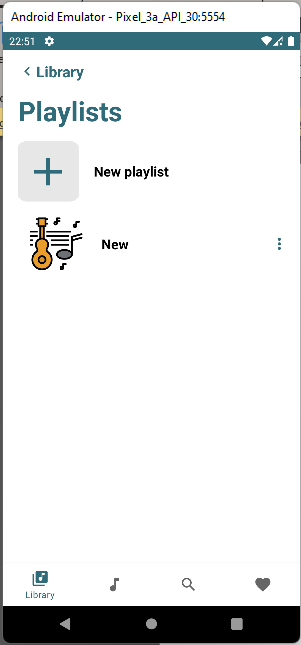 Android Emulator - Pixel_3a_API_30:5554
22:51
Library
Playlists
New playlist
New
Library